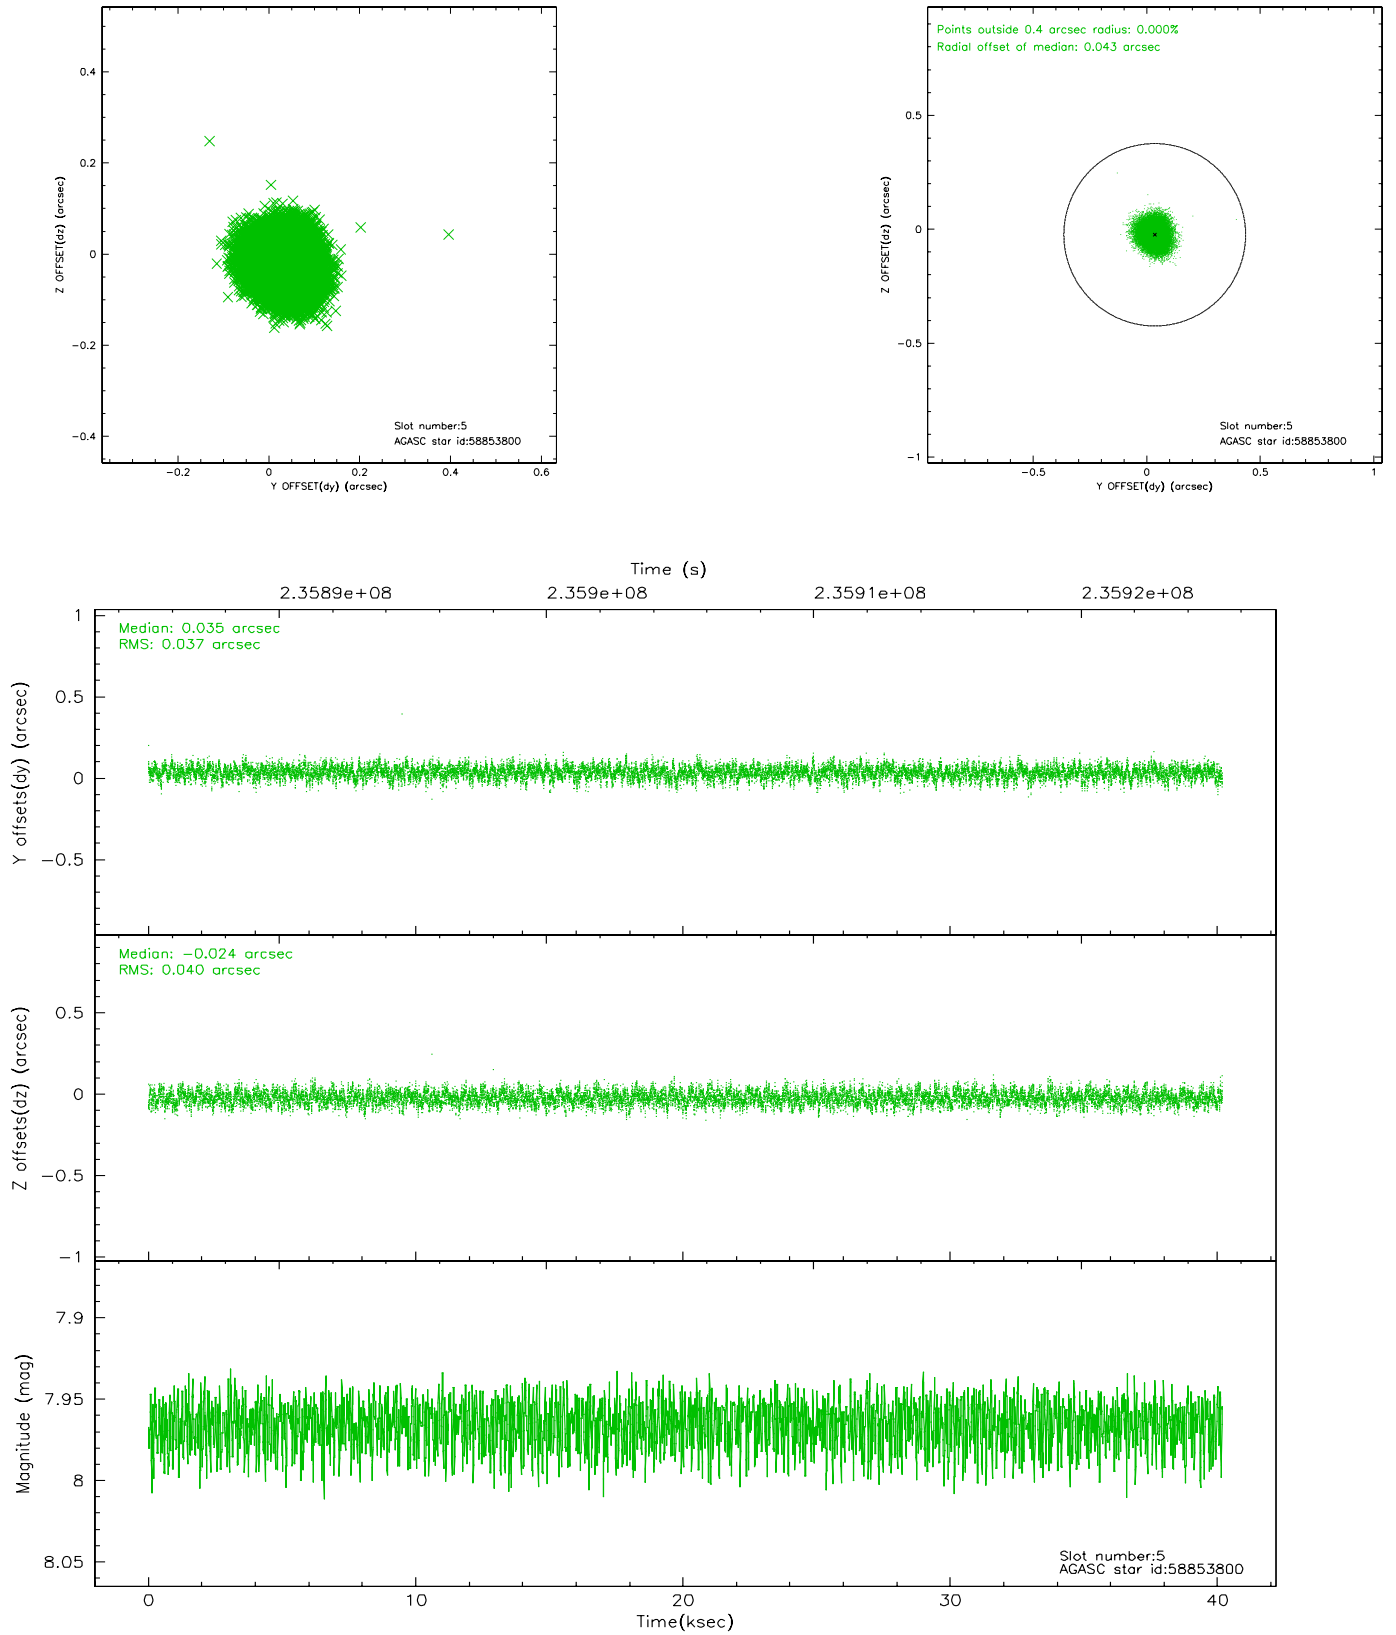 0.4
0.2
0
−0.2
−0.4
Z OFFSET(dz) (arcsec)
Slot number:5
AGASC star id:58853800
−0.2 0 0.2 0.4 0.6
Y OFFSET(dy) (arcsec)
Points outside 0.4 arcsec radius: 0.000%
Radial offset of median: 0.043 arcsec
0.5
0
−0.5
−1
Z OFFSET(dz) (arcsec)
Slot number:5
AGASC star id:58853800
−0.5 0 0.5 1
Y OFFSET(dy) (arcsec)
Time (s)
2.3589e+08 2.359e+08 2.3591e+08 2.3592e+08
Median: 0.035 arcsec
RMS: 0.037 arcsec
1
0.5
0
−0.5
Y offsets(dy) (arcsec)
Median: −0.024 arcsec
RMS: 0.040 arcsec
0.5
0
−0.5
−1
Z offsets(dz) (arcsec)
7.9
7.95
8
8.05
Magnitude (mag)
Slot number:5
AGASC star id:58853800
0 10 20 30 40
Time(ksec)